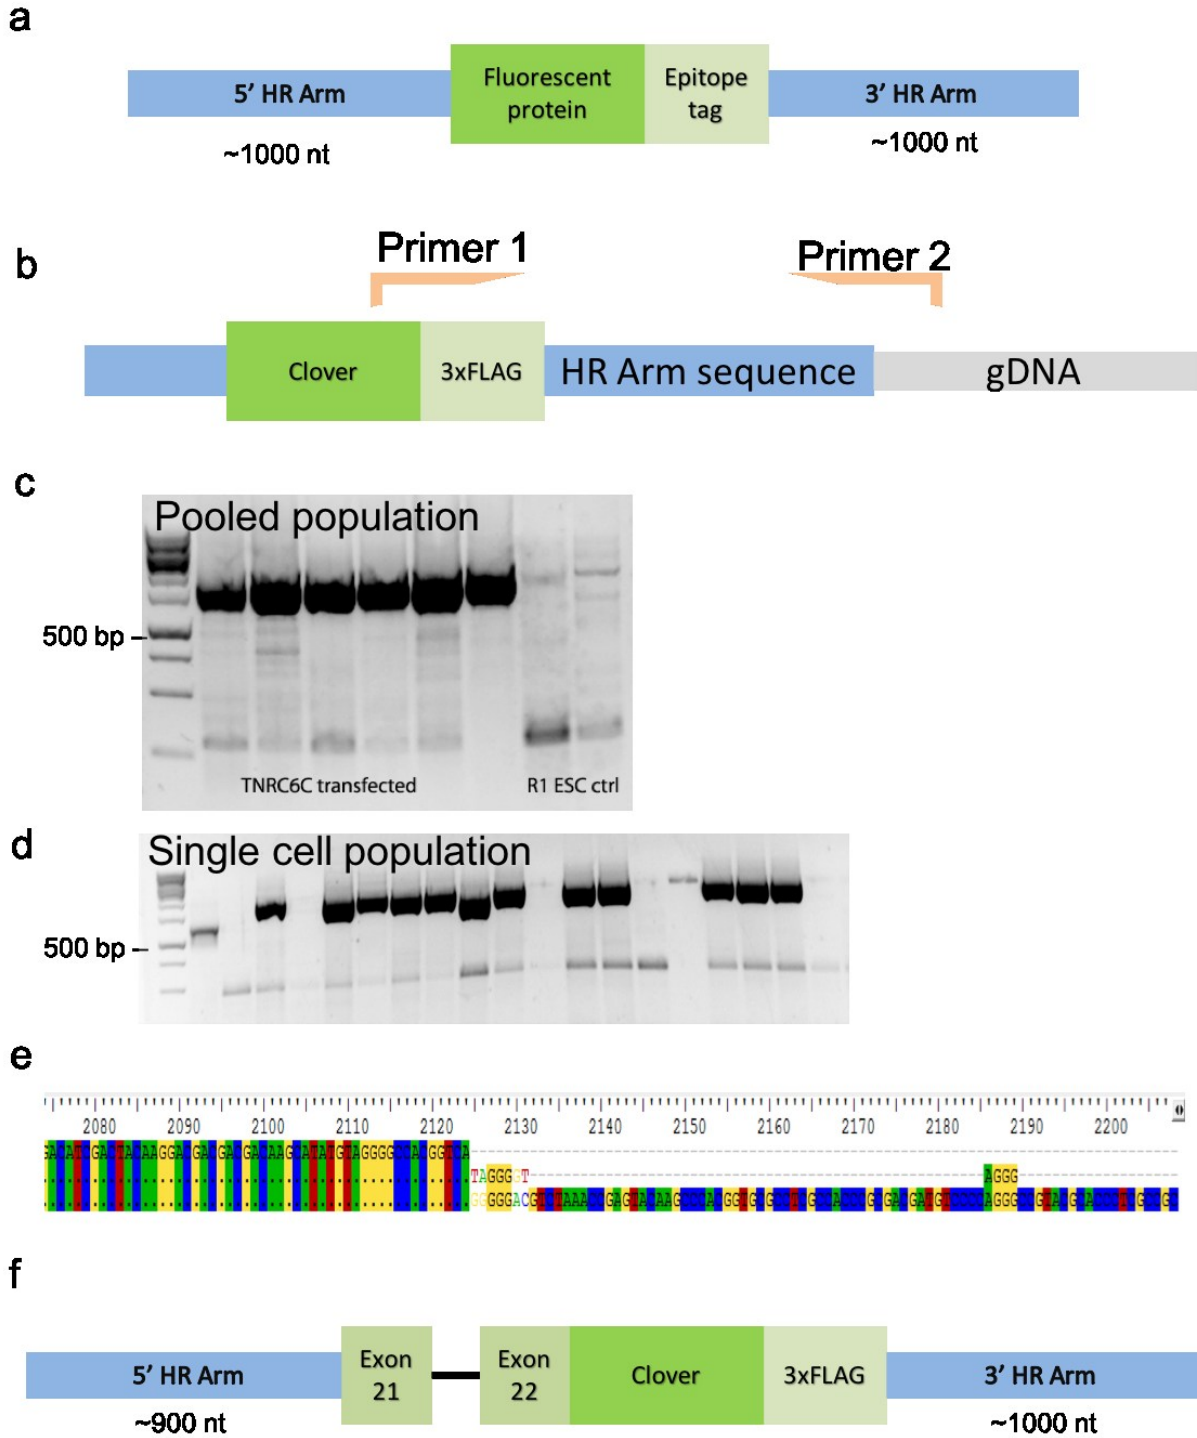 a
5’ HR Arm
Fluorescent
protein
Epitope
tag
3’ HR Arm
~1000 nt
~1000 nt
b
Primer 1
Primer 2
Clover
3xFLAG
HR Arm sequence
gDNA
c
Pooled population
500 bp
TNRC6C transfected
R1 ESC ctrl
d
Single cell population
500 bp
e
2080 2090 2100 2110 2120 2130 2140 2150 2160 2170 2180 2190 2200
GACATCGACTACAAGGACGACGACGACAAGCATATGTAGGGGCCACGGTCA
TAGGGGT AGGG
f
5’ HR Arm
Exon
21
Exon
22
Clover
3xFLAG
3’ HR Arm
~900 nt
~1000 nt